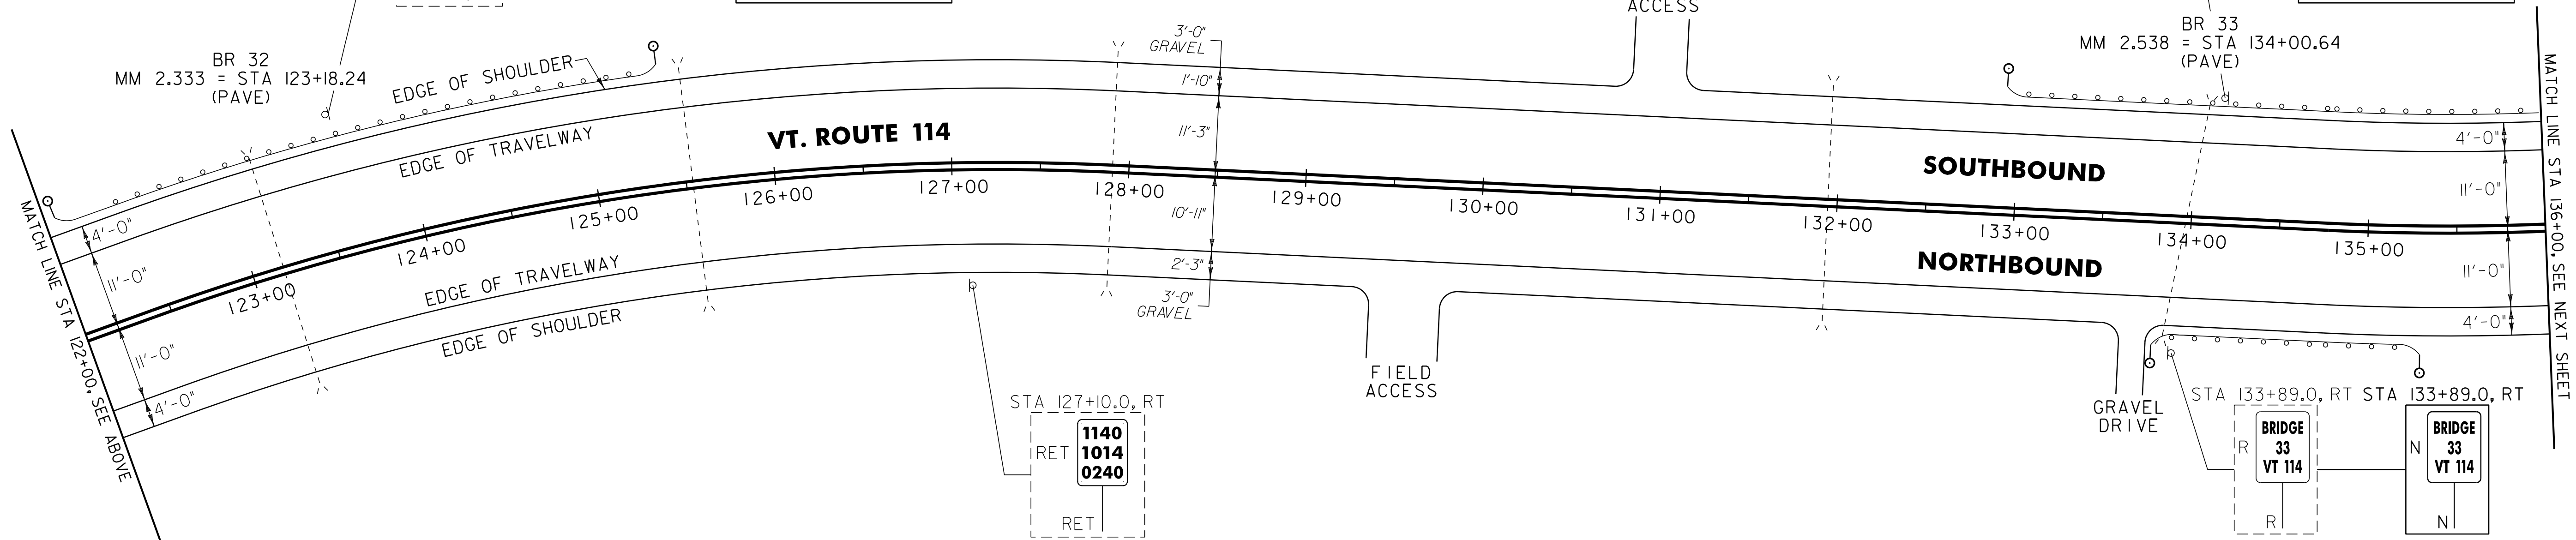 ACCESS
3'-0"
GRAVEL
BR 33
MM 2.538 = STA 134+00.64
(PAVE)
BR 32
MM 2.333 = STA 123+18.24
(PAVE)
EDGE OF SHOULDER
1'-10"
EDGE OF TRAVELWAY
VT. ROUTE 114
11'-3"
SOUTHBOUND
4'-0"
11'-0"
MATCH LINE STA 136+00, SEE NEXT SHEET
MATCH LINE STA 122+00, SEE ABOVE
4'-0"
11'-0"
11'-0"
4'-0"
123+00
124+00
125+00
126+00
127+00
128+00
129+00
130+00
131+00
132+00
133+00
134+00
135+00
10'-11"
NORTHBOUND
EDGE OF TRAVELWAY
2'-3"
11'-0"
3'-0"
GRAVEL
EDGE OF SHOULDER
4'-0"
FIELD
ACCESS
GRAVEL
DRIVE
STA 127+10.0, RT
RET
1140
1014
0240
RET
STA 133+89.0, RT
R
BRIDGE
33
VT 114
R
STA 133+89.0, RT
N
BRIDGE
33
VT 114
N